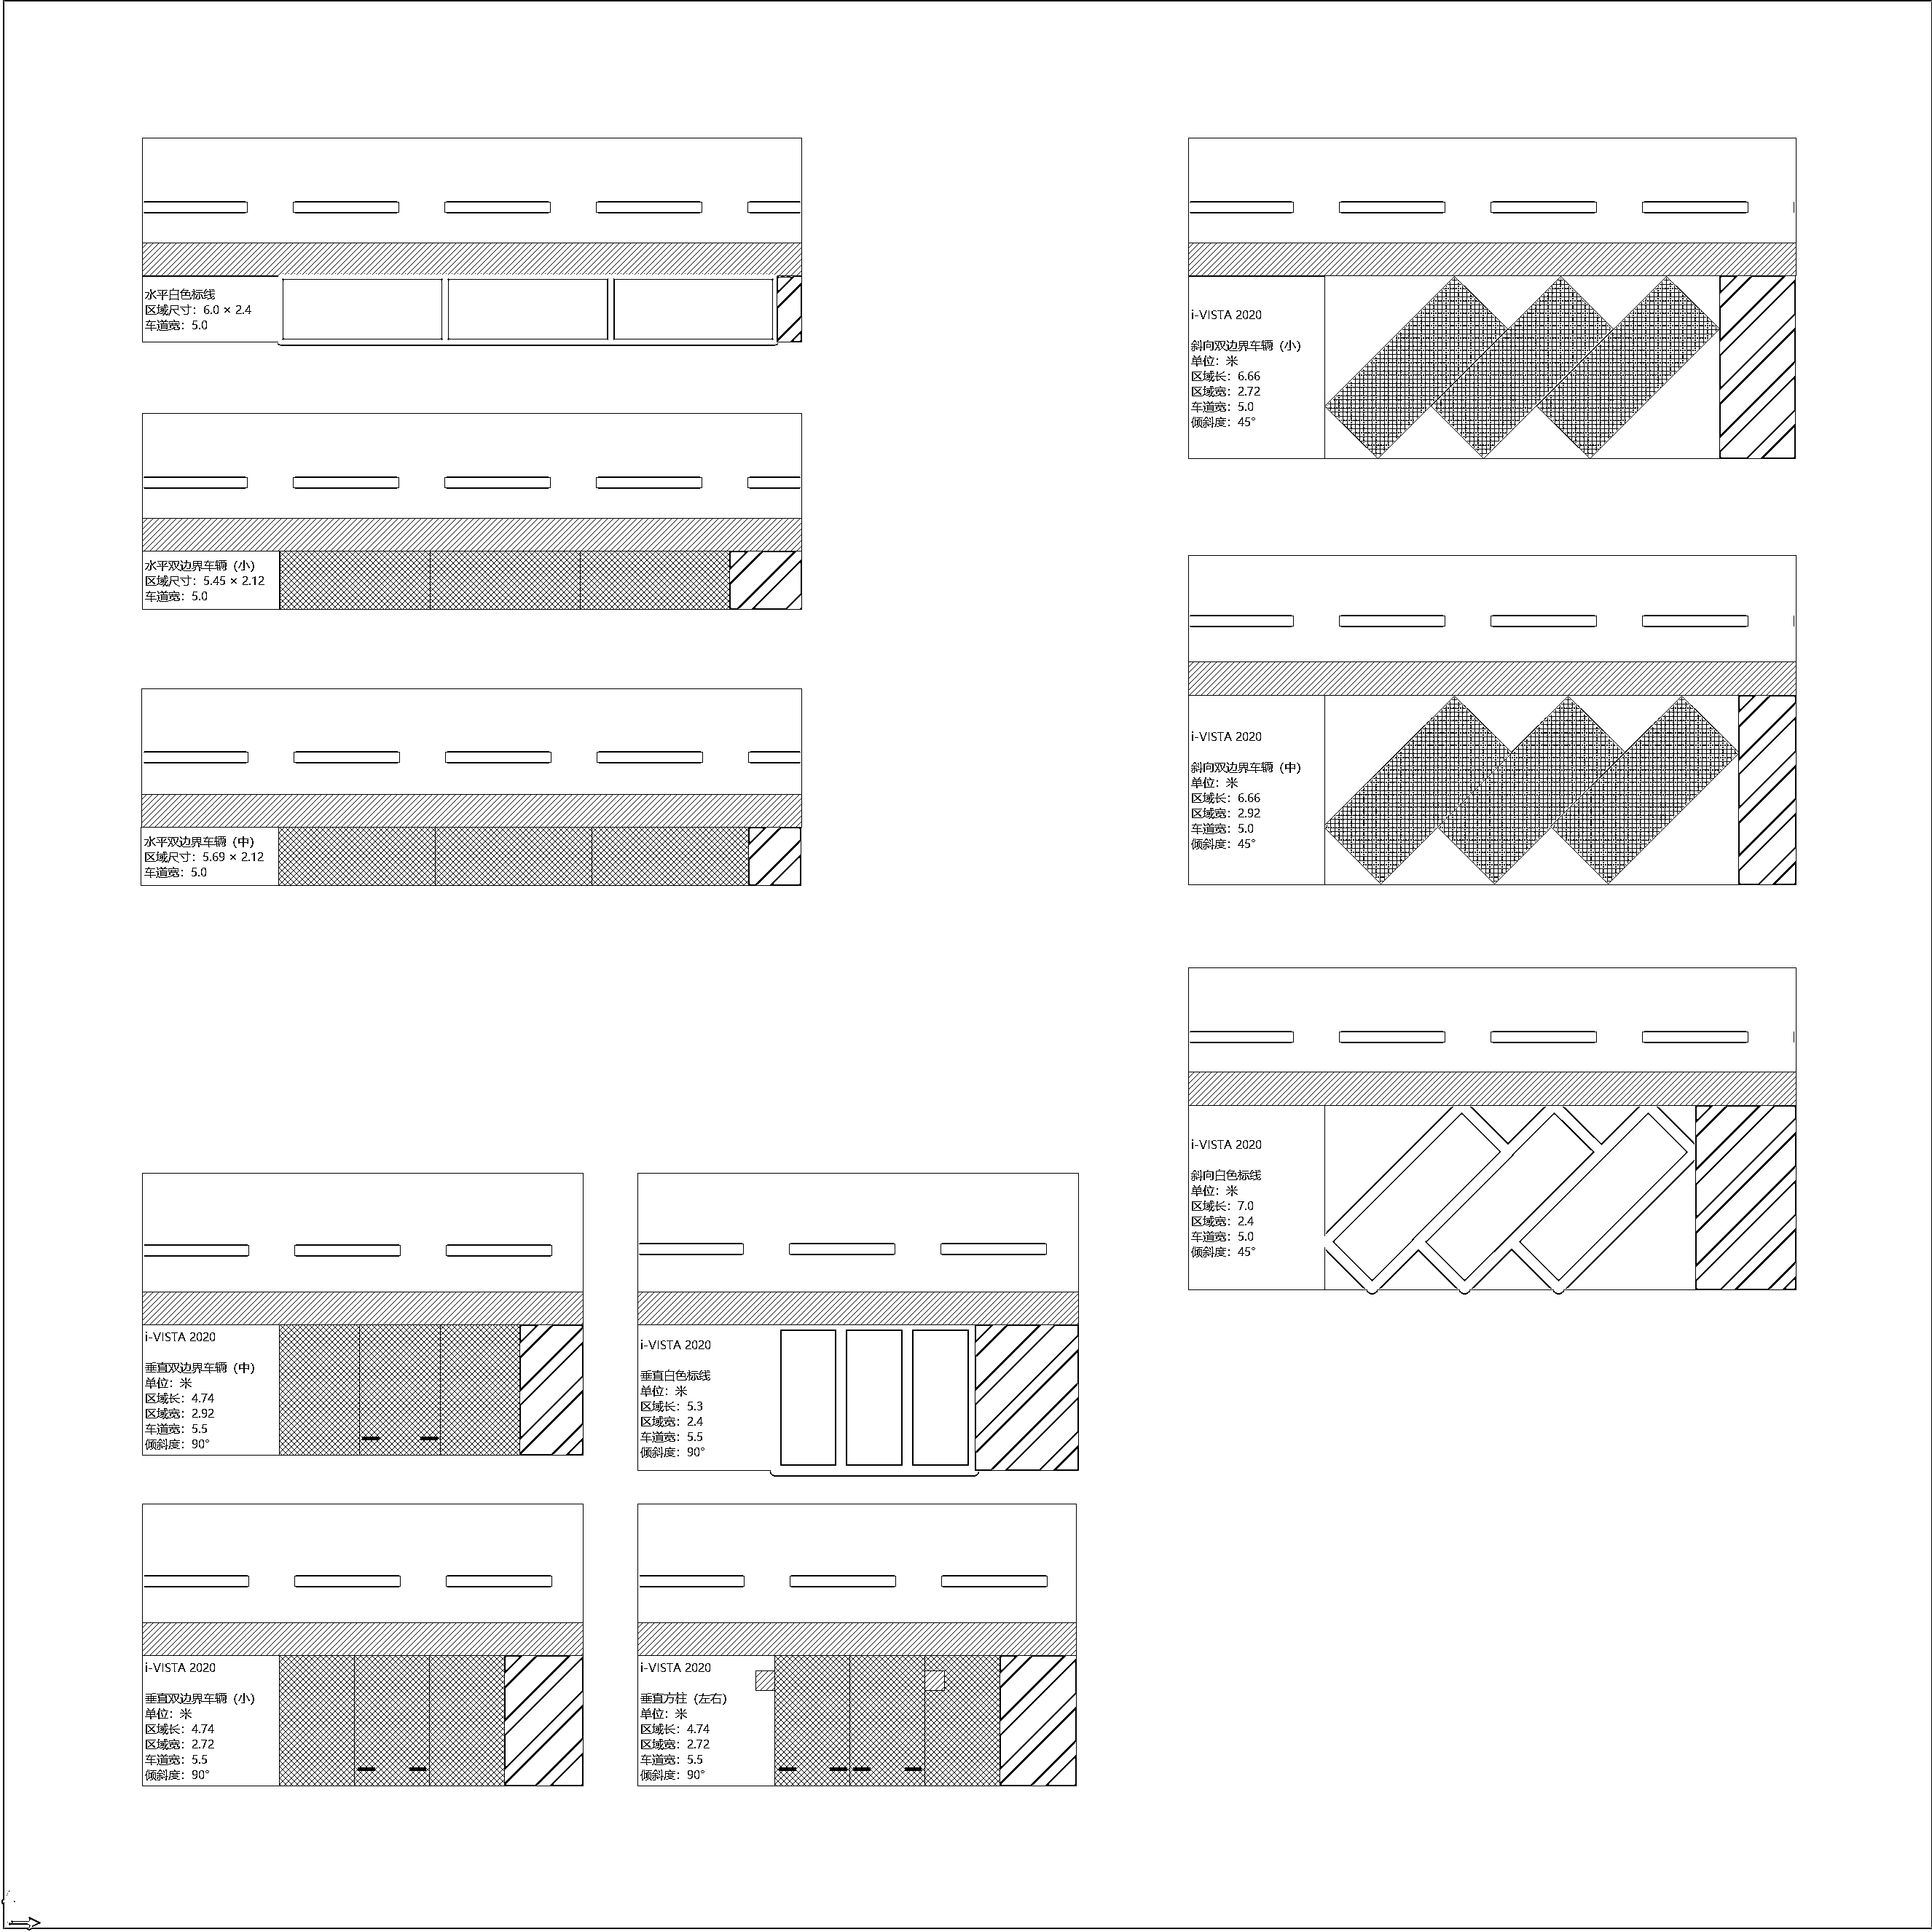 水平白色标线
区域尺寸：6.0 × 2.4
车道宽：5.0
水平双边界车辆（小）
区域尺寸：5.45 × 2.12
车道宽：5.0
水平双边界车辆（中）
区域尺寸：5.69 × 2.12
车道宽：5.0
i-VISTA 2020
斜向双边界车辆（小）
单位：米
区域长：6.66
区域宽：2.72
车道宽：5.0
倾斜度：45°
i-VISTA 2020
斜向双边界车辆（中）
单位：米
区域长：6.66
区域宽：2.92
车道宽：5.0
倾斜度：45°
i-VISTA 2020
斜向白色标线
单位：米
区域长：7.0
区域宽：2.4
车道宽：5.0
倾斜度：45°
i-VISTA 2020
垂直双边界车辆（中）
单位：米
区域长：4.74
区域宽：2.92
车道宽：5.5
倾斜度：90°
i-VISTA 2020
垂直白色标线
单位：米
区域长：5.3
区域宽：2.4
车道宽：5.5
倾斜度：90°
i-VISTA 2020
垂直双边界车辆（小）
单位：米
区域长：4.74
区域宽：2.72
车道宽：5.5
倾斜度：90°
i-VISTA 2020
垂直方柱（左右）
单位：米
区域长：4.74
区域宽：2.72
车道宽：5.5
倾斜度：90°